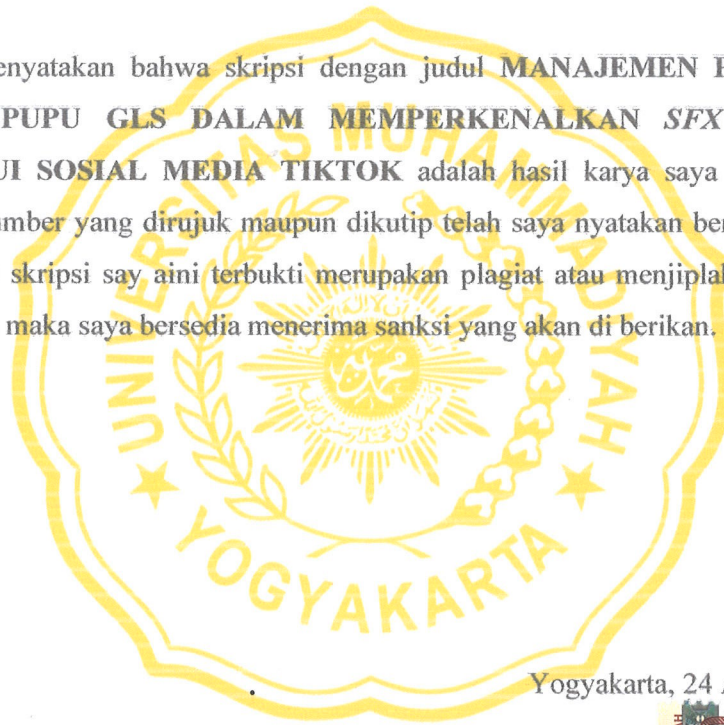 enyatakan bahwa skripsi dengan judul MANAJEMEN
PUPU GLS DALAM MEMPERKENALKAN SFX
UI SOSIAL MEDIA TIKTOK adalah hasil karya saya
mber yang dirujuk maupun dikutip telah saya nyatakan
skripsi say aini terbukti merupakan plagiat atau menjiplak
maka saya bersedia menerima sanksi yang akan di berikan.
UNIVERSITAS MUHAMMADIYAH
YOGYAKARTA
Yogyakarta, 24